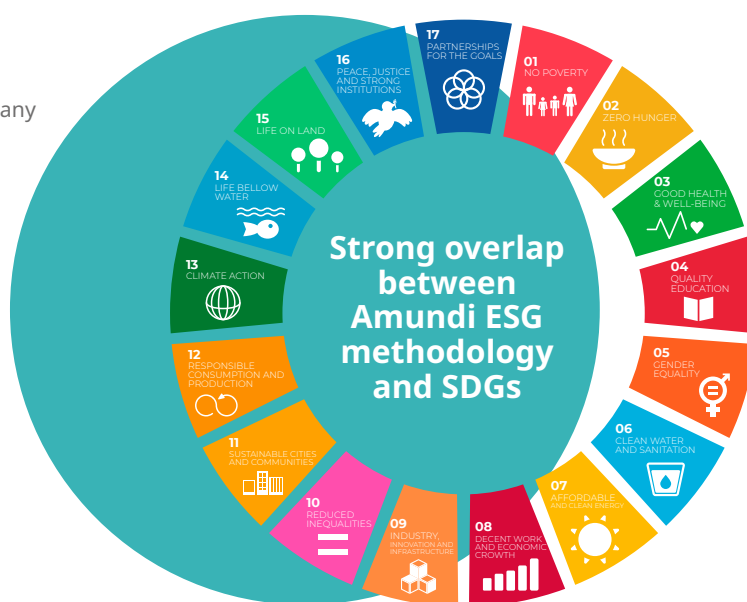 any
17
PARTNERSHIPS
FOR THE GOALS
01
NO POVERTY
02
ZERO HUNGER
03
GOOD HEALTH
& WELL-BEING
04
QUALITY
EDUCATION
05
GENDER
EQUALITY
06
CLEAN WATER
AND SANITATION
07
AFFORDABLE
AND CLEAN ENERGY
08
DECENT WORK
AND ECONOMIC
GROWTH
09
INDUSTRY,
INNOVATION AND
INFRASTRUCTURE
10
REDUCED
INEQUALITIES
11
SUSTAINABLE CITIES
AND COMMUNITIES
12
RESPONSIBLE
CONSUMPTION AND
PRODUCTION
13
CLIMATE ACTION
14
LIFE BELLOW
WATER
15
LIFE ON LAND
16
PEACE, JUSTICE
AND STRONG
INSTITUTIONS
Strong overlap
between
Amundi ESG
methodology
and SDGs